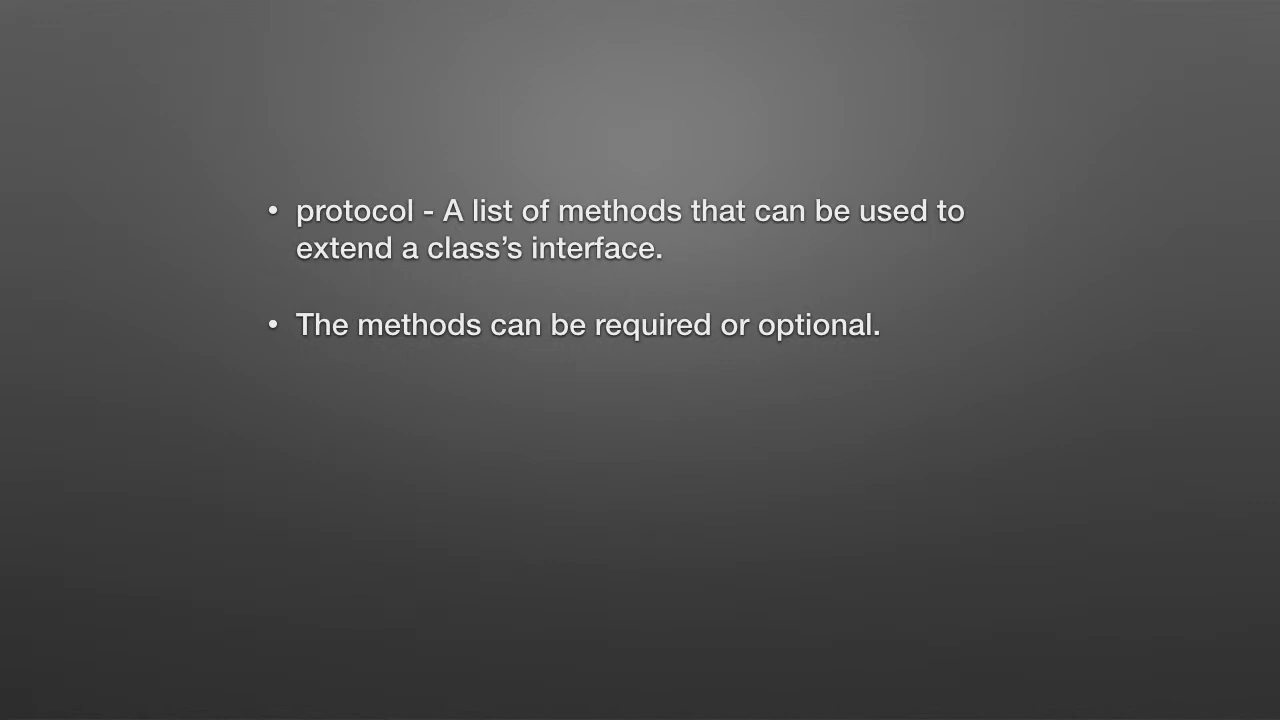 • protocol - A list of methods that can be used to
extend a class’s interface.
• The methods can be required or optional.